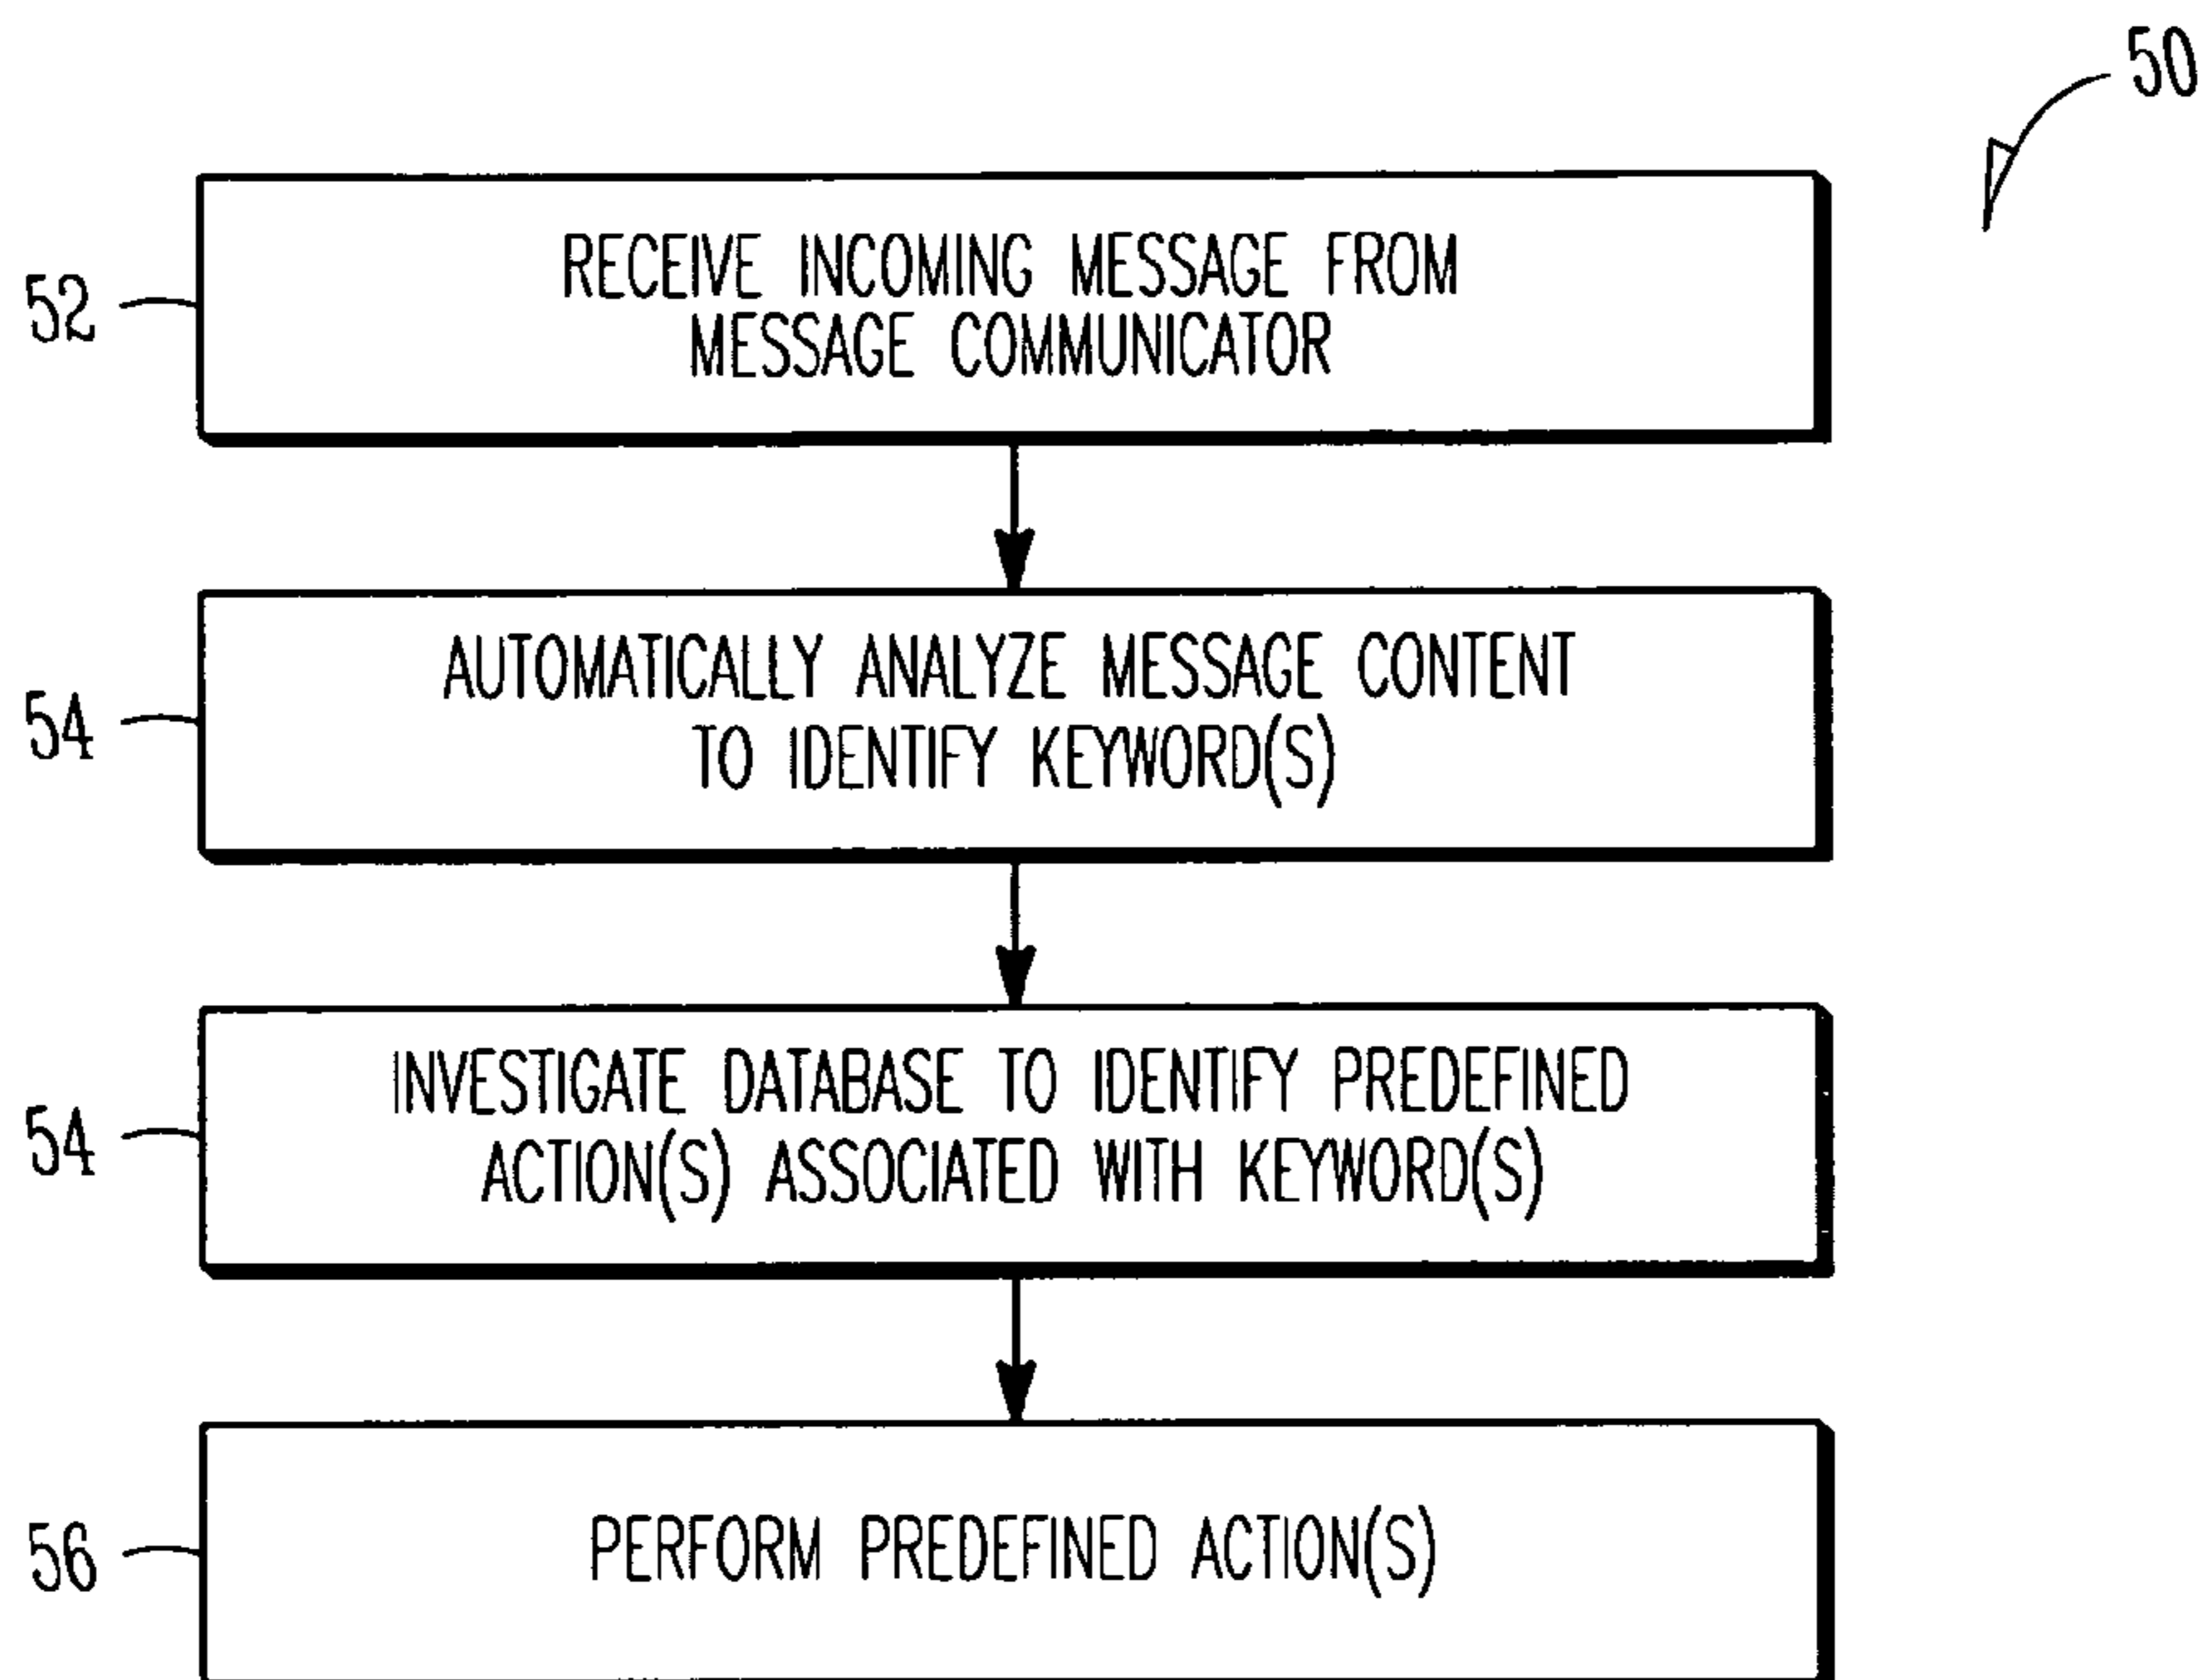 50
52
RECEIVE INCOMING MESSAGE FROM
MESSAGE COMMUNICATOR
54
AUTOMATICALLY ANALYZE MESSAGE CONTENT
TO IDENTIFY KEYWORD(S)
54
INVESTIGATE DATABASE TO IDENTIFY PREDEFINED
ACTION(S) ASSOCIATED WITH KEYWORD(S)
56
PERFORM PREDEFINED ACTION(S)